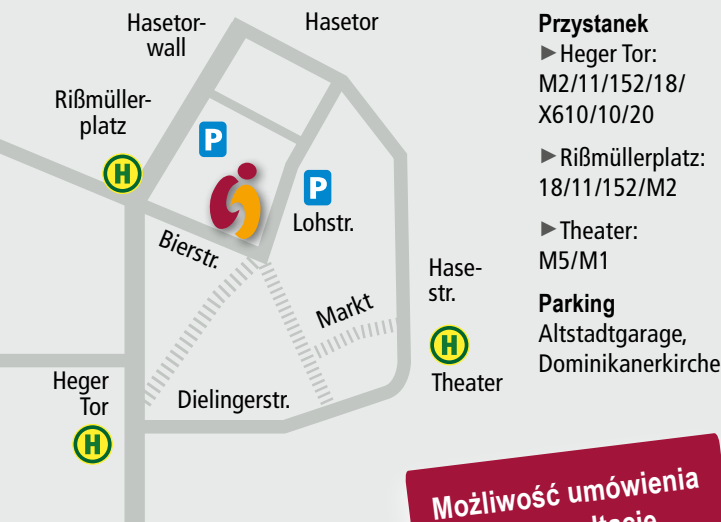 Hasetor-
wall
Hasetor
Rißmüller-
platz
H
P
P
Lohstr.
Bierstr.
Hase-
str.
Markt
H
Theater
Heger
Tor
H
Dielingerstr.
Przystanek
►Heger Tor:
M2/11/152/18/
X610/10/20
►Rißmüllerplatz:
18/11/152/M2
►Theater:
M5/M1
Parking
Altstadtgarage,
Dominikanerkirche
Możliwość umówienia